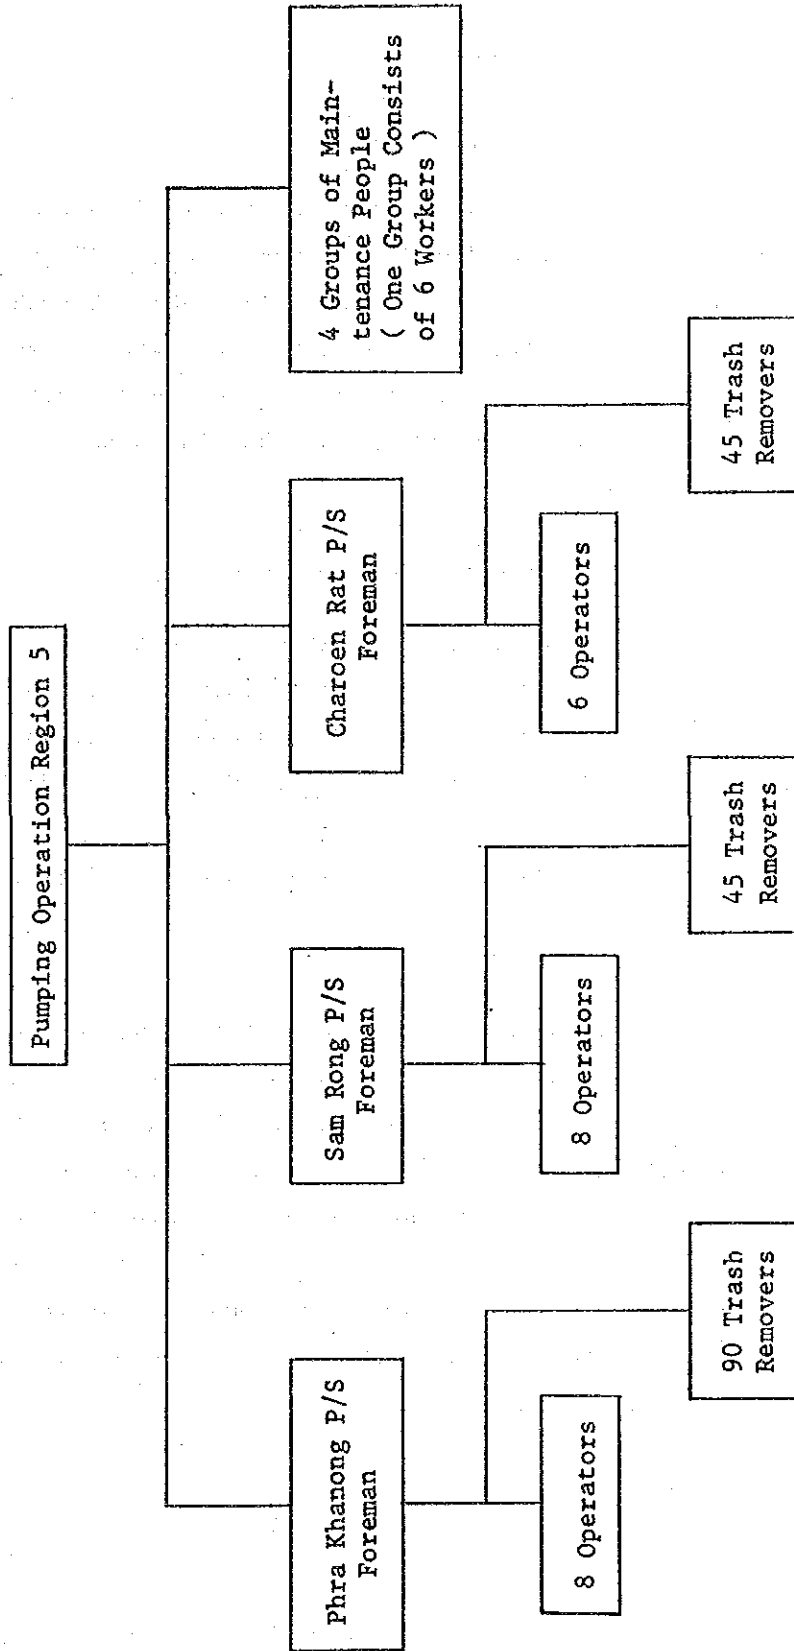 Pumping Operation Region 5
Phra Khanong P/S
Foreman
Sam Rong P/S
Foreman
Charoen Rat P/S
Foreman
4 Groups of Main-
tenance People
( One Group Consists
of 6 Workers )
8 Operators
90 Trash
Removers
8 Operators
45 Trash
Removers
6 Operators
45 Trash
Removers